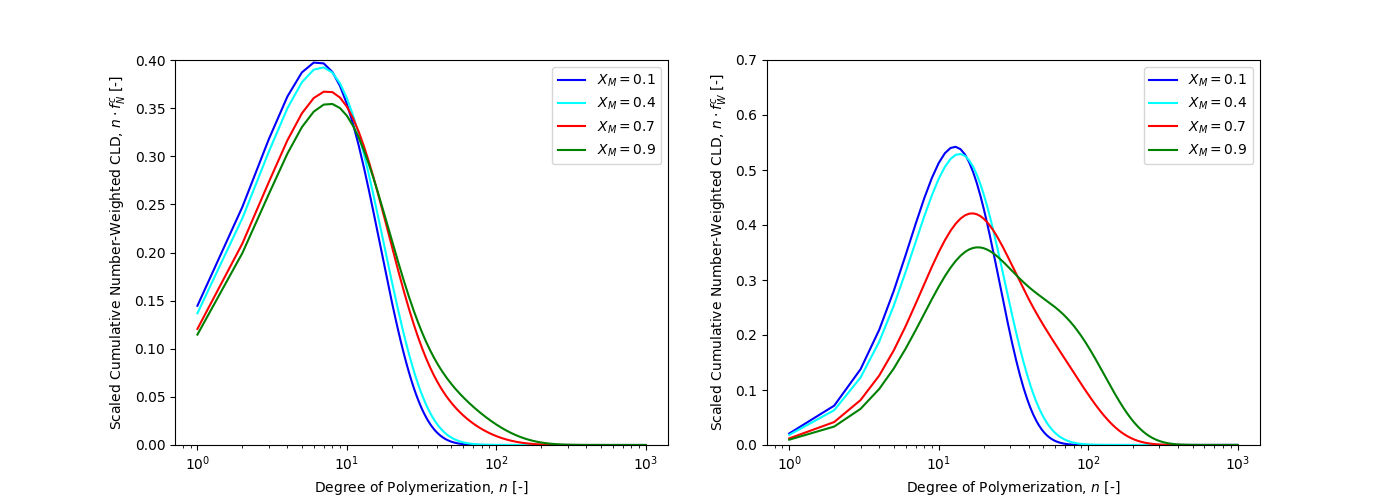 Scaled Cumulative Number-Weighted CLD, n · f_N^c [-]
0.40
0.35
0.30
0.25
0.20
0.15
0.10
0.05
0.00
X_M = 0.1
X_M = 0.4
X_M = 0.7
X_M = 0.9
10^0
10^1
10^2
10^3
Degree of Polymerization, n [-]
Scaled Cumulative Number-Weighted CLD, n · f_W^c [-]
0.7
0.6
0.5
0.4
0.3
0.2
0.1
0.0
X_M = 0.1
X_M = 0.4
X_M = 0.7
X_M = 0.9
10^0
10^1
10^2
10^3
Degree of Polymerization, n [-]